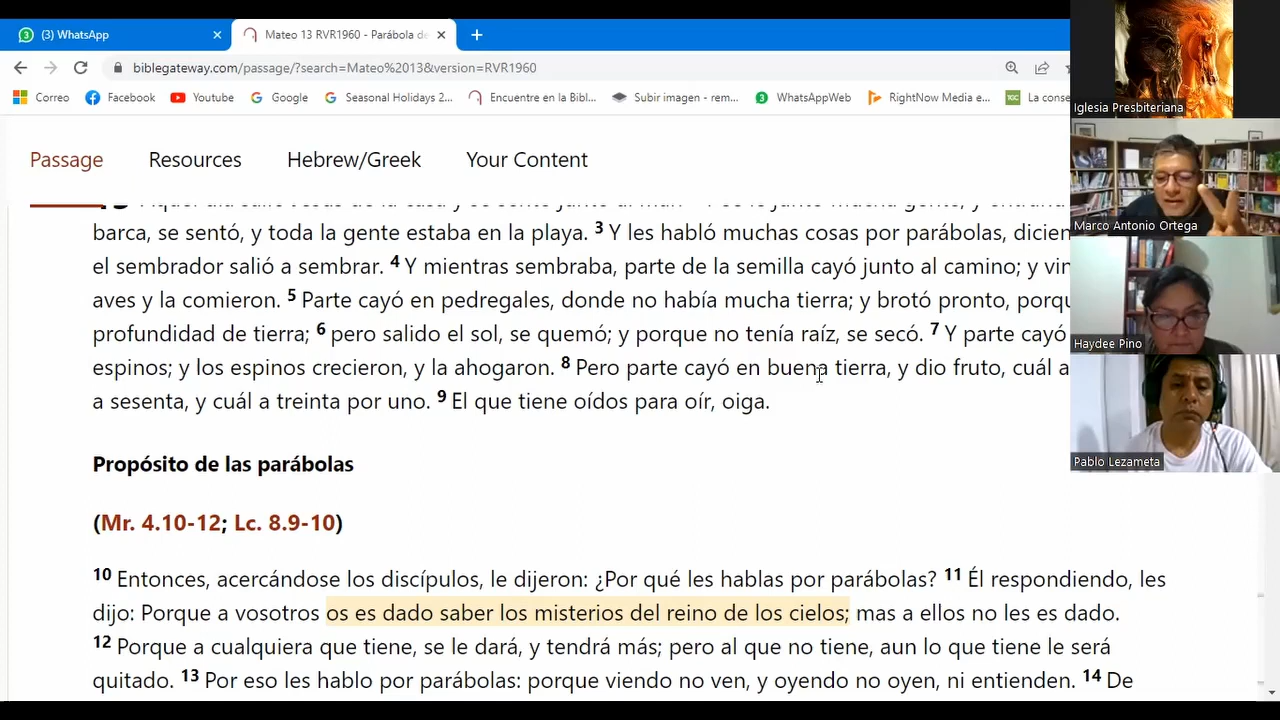 (3) WhatsApp
Mateo 13 RVR1960 - Parábola de
biblegateway.com/passage/?search=Mateo%2013&version=RVR1960
Correo Facebook Youtube Google Seasonal Holidays 2... Encuentre en la Bibl... Subir imagen - rem... WhatsAppWeb RightNow Media e... La conse
Iglesia Presbiteriana
Passage Resources Hebrew/Greek Your Content
Marco Antonio Ortega
barca, se sentó, y toda la gente estaba en la playa. 3 Y les habló muchas cosas por parábolas, dicien
el sembrador salió a sembrar. 4 Y mientras sembraba, parte de la semilla cayó junto al camino; y vin
aves y la comieron. 5 Parte cayó en pedregales, donde no había mucha tierra; y brotó pronto, porqu
profundidad de tierra; 6 pero salido el sol, se quemó; y porque no tenía raíz, se secó. 7 Y parte cayó
Haydee Pino
espinos; y los espinos crecieron, y la ahogaron. 8 Pero parte cayó en buena tierra, y dio fruto, cuál a
a sesenta, y cuál a treinta por uno. 9 El que tiene oídos para oír, oiga.
Pablo Lezameta
Propósito de las parábolas
(Mr. 4.10-12; Lc. 8.9-10)
10 Entonces, acercándose los discípulos, le dijeron: ¿Por qué les hablas por parábolas? 11 Él respondiendo, les
dijo: Porque a vosotros os es dado saber los misterios del reino de los cielos; mas a ellos no les es dado.
12 Porque a cualquiera que tiene, se le dará, y tendrá más; pero al que no tiene, aun lo que tiene le será
quitado. 13 Por eso les hablo por parábolas: porque viendo no ven, y oyendo no oyen, ni entienden. 14 De